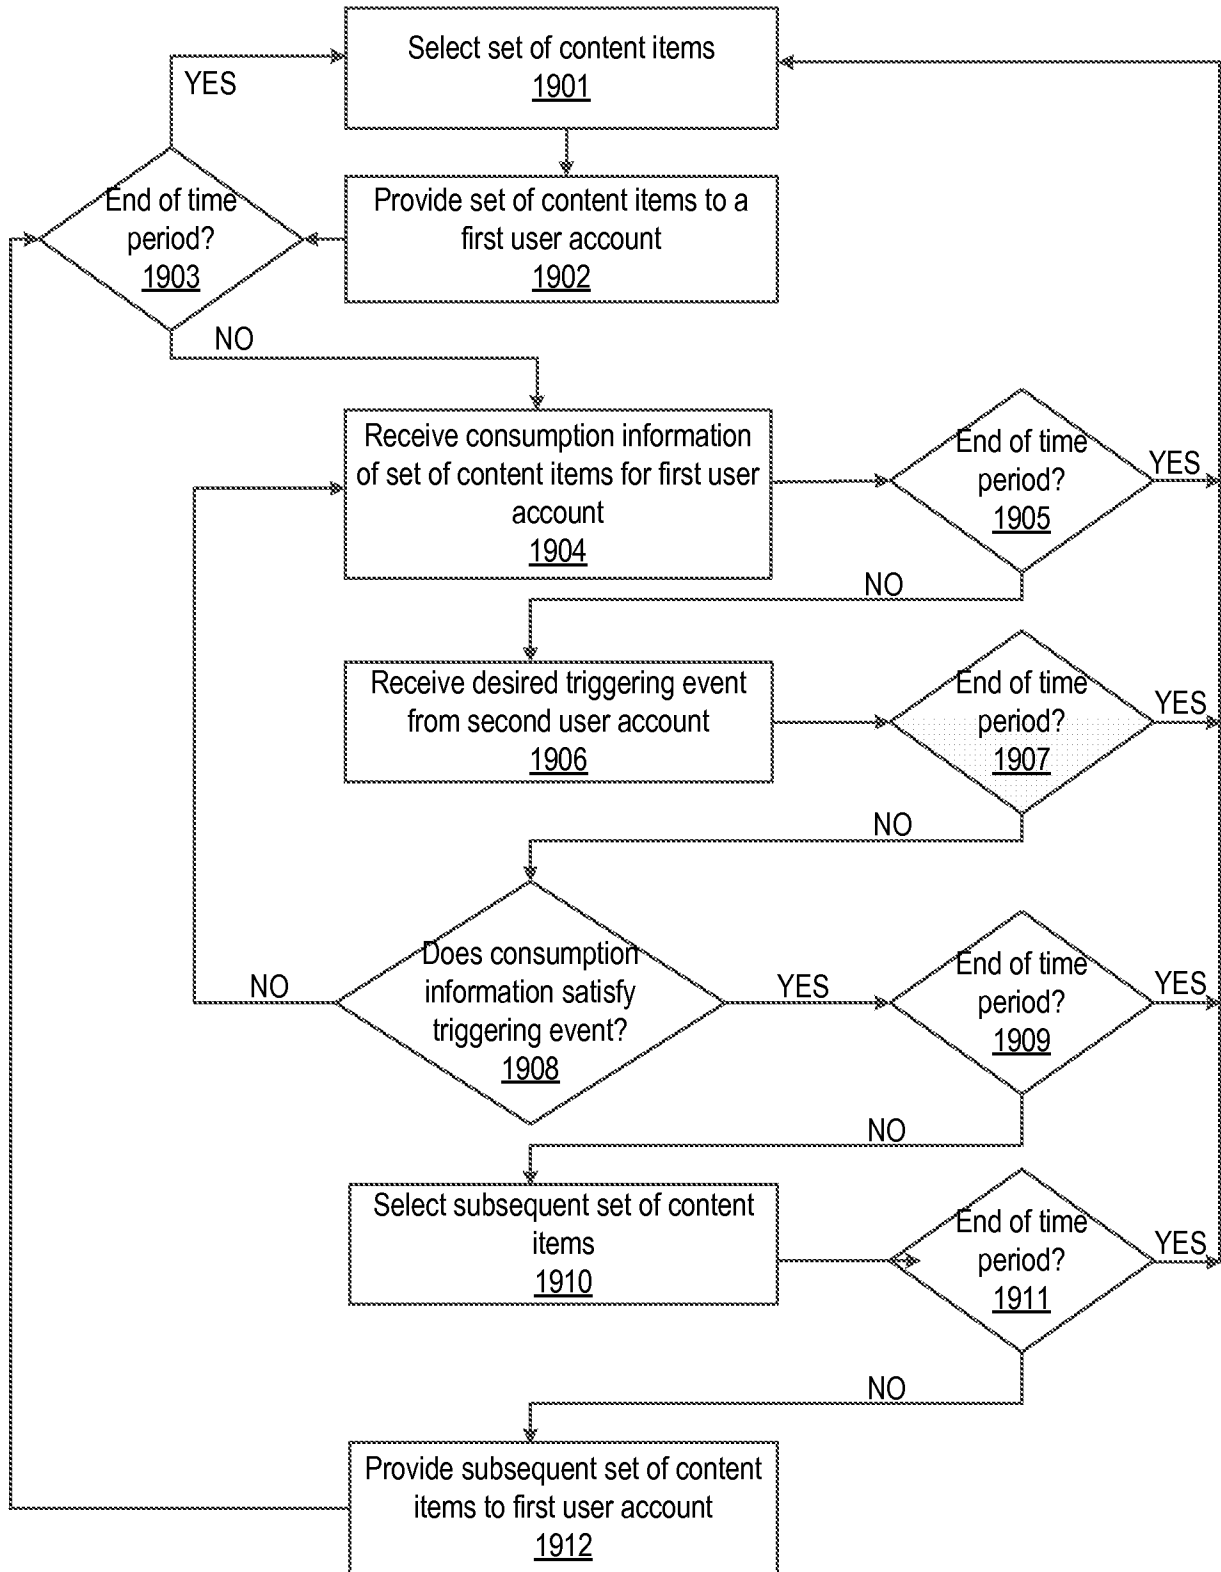 Select set of content items
1901
YES
End of time
period?
1903
Provide set of content items to a
first user account
1902
NO
Receive consumption information
of set of content items for first user
account
1904
End of time
period?
1905
YES
NO
Receive desired triggering event
from second user account
1906
End of time
period?
1907
YES
NO
Does consumption
information satisfy
triggering event?
1908
NO
YES
End of time
period?
1909
YES
NO
Select subsequent set of content
items
1910
End of time
period?
1911
YES
NO
Provide subsequent set of content
items to first user account
1912